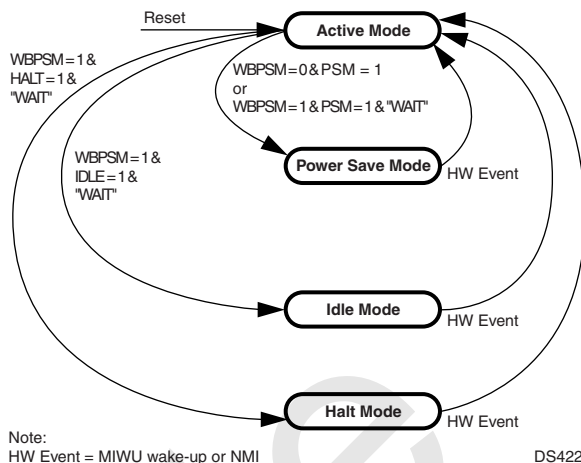 Reset
Active Mode
WBPSM = 1 &
HALT = 1 &
"WAIT"
WBPSM = 0 & PSM = 1
or
WBPSM = 1 & PSM = 1 & "WAIT"
WBPSM = 1 &
IDLE = 1 &
"WAIT"
Power Save Mode
HW Event
Idle Mode
HW Event
Halt Mode
HW Event
Note:
HW Event = MIWU wake-up or NMI
DS422